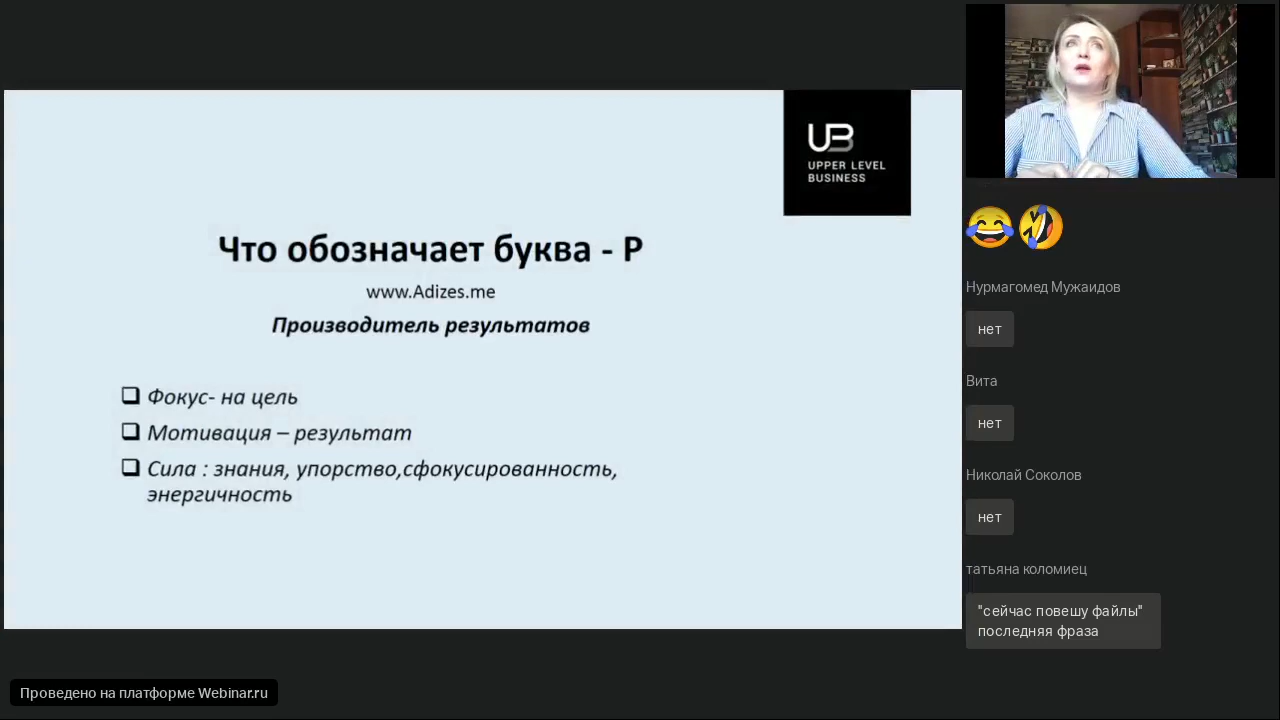 UB
UPPER LEVEL
BUSINESS
Что обозначает буква - P
www.Adizes.me
Производитель результатов
Фокус- на цель
Мотивация – результат
Сила : знания, упорство,сфокусированность,
энергичность
Нурмагомед Мужаидов
нет
Вита
нет
Николай Соколов
нет
татьяна коломиец
"сейчас повешу файлы"
последняя фраза
Проведено на платформе Webinar.ru